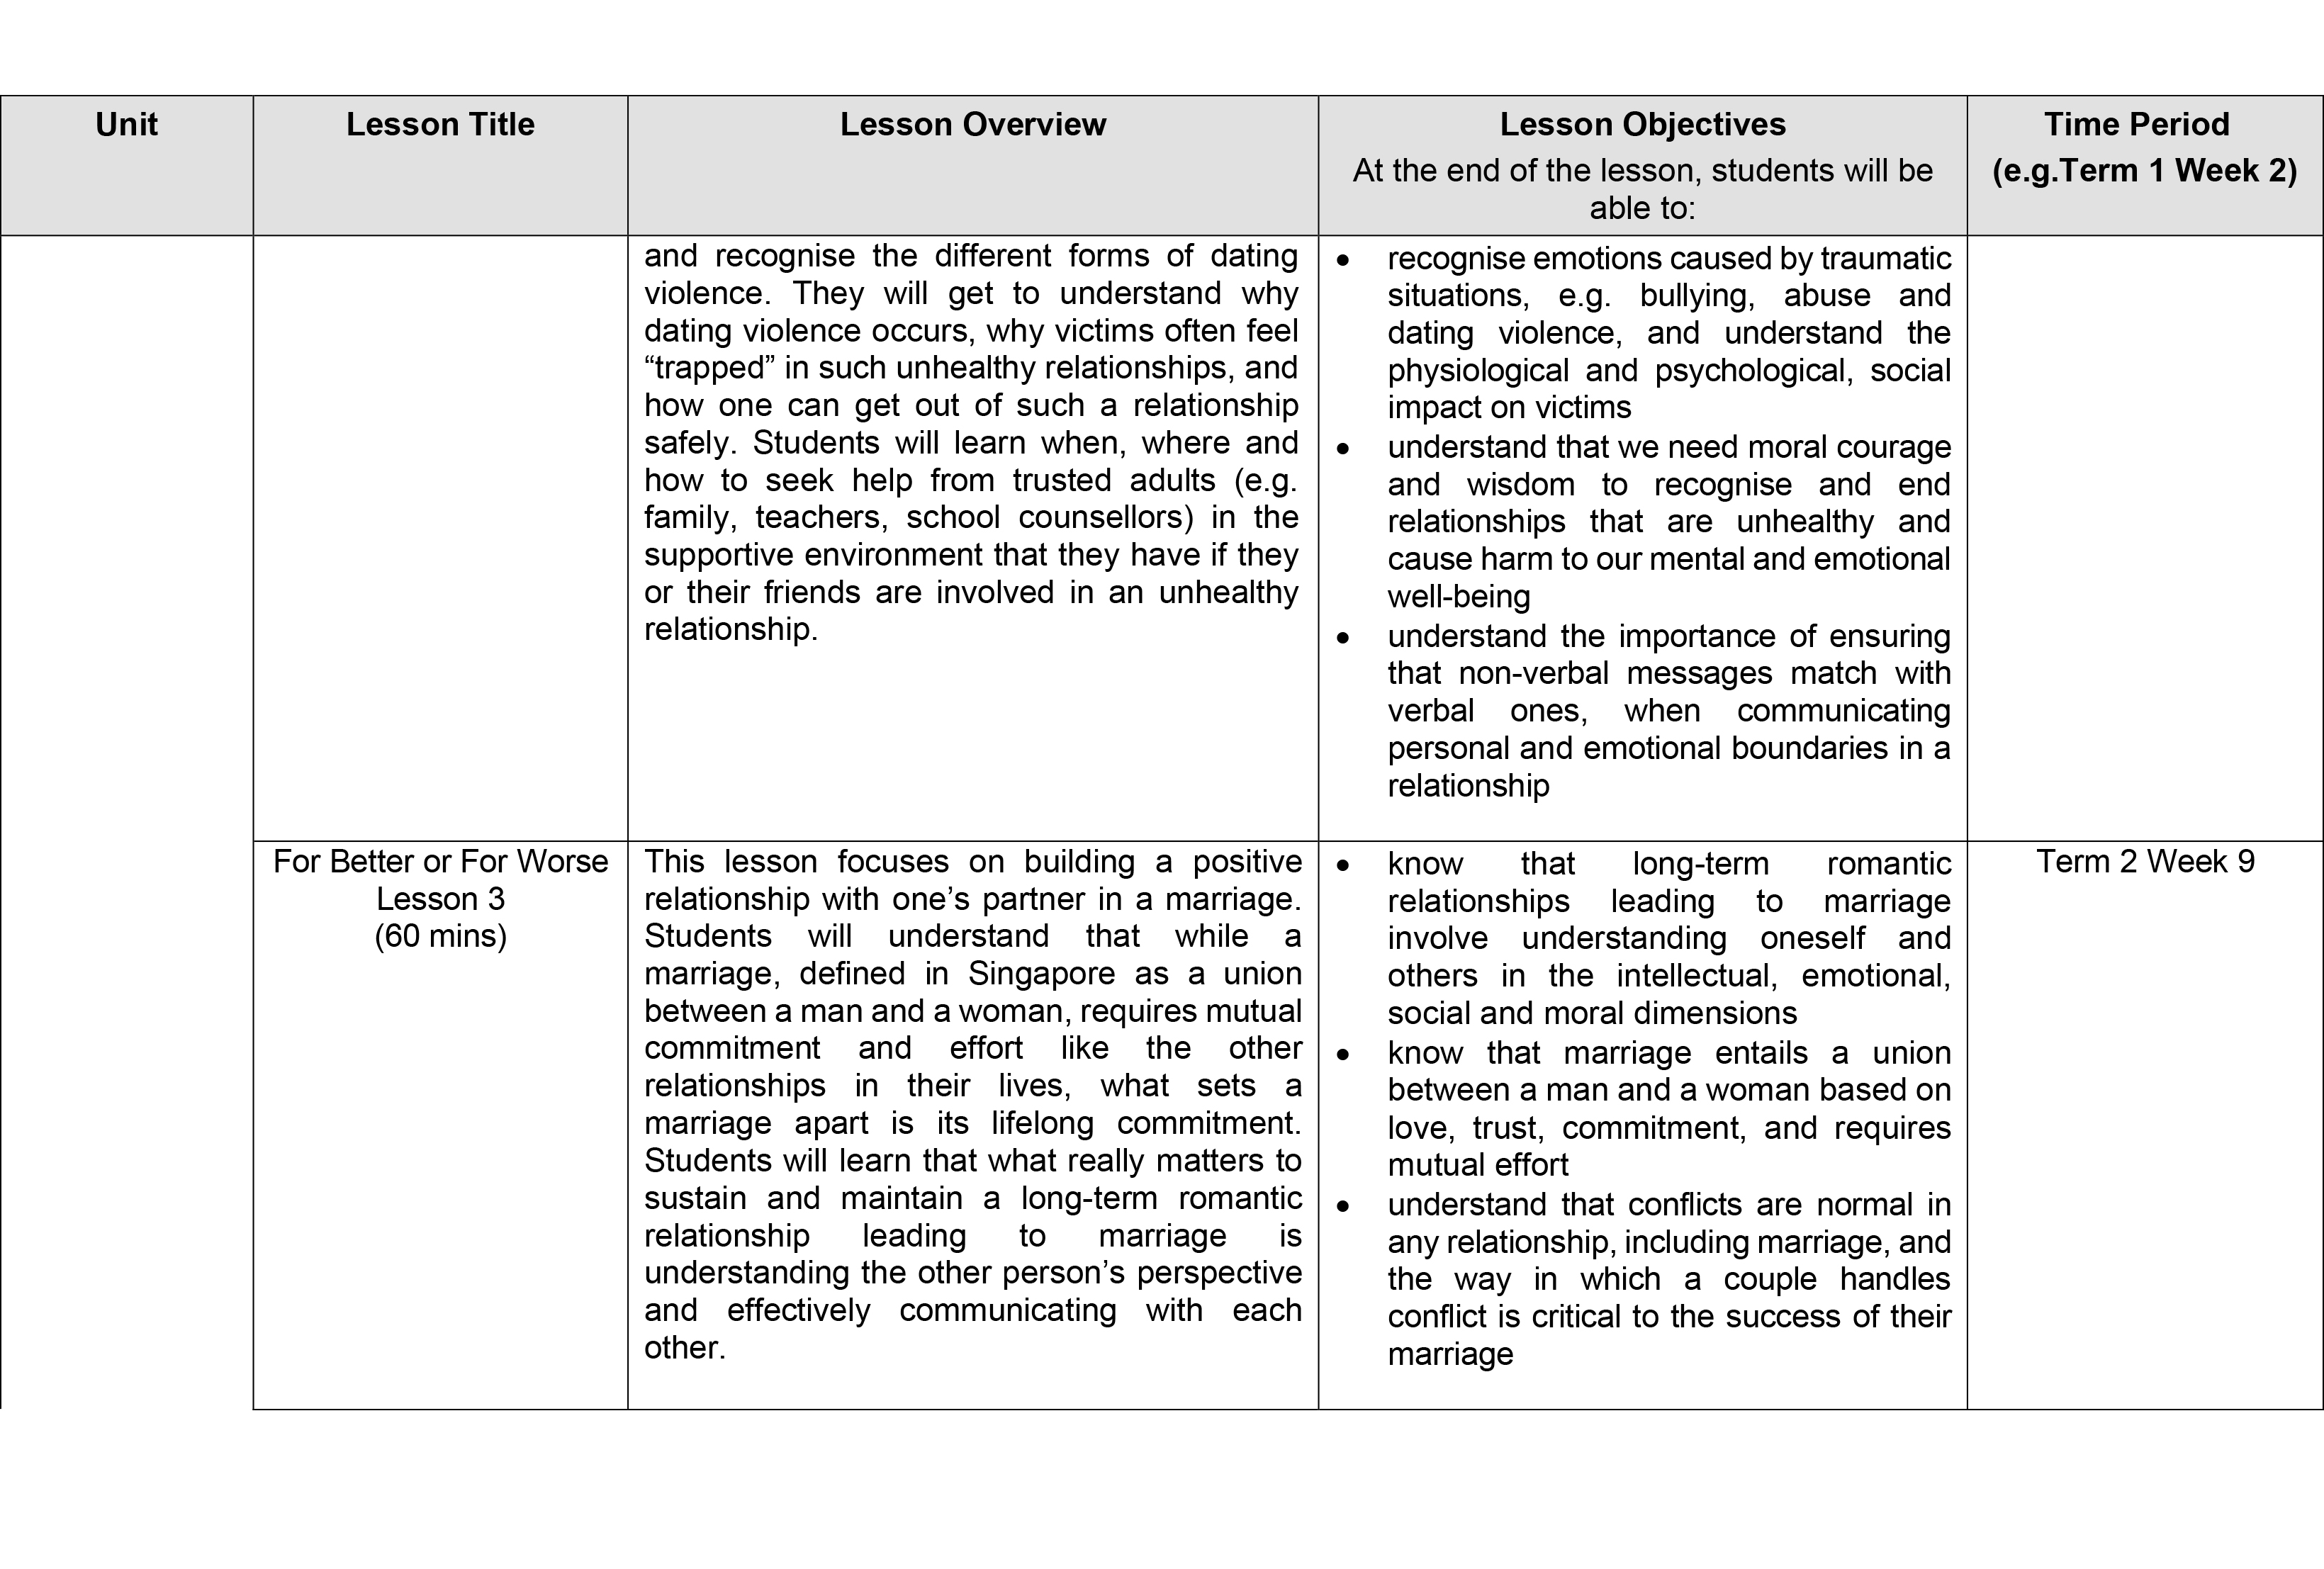 Unit
Lesson Title
Lesson Overview
Lesson Objectives
At the end of the lesson, students will be
able to:
Time Period
(e.g.Term 1 Week 2)
and recognise the different forms of dating
violence. They will get to understand why
dating violence occurs, why victims often feel
“trapped” in such unhealthy relationships, and
how one can get out of such a relationship
safely. Students will learn when, where and
how to seek help from trusted adults (e.g.
family, teachers, school counsellors) in the
supportive environment that they have if they
or their friends are involved in an unhealthy
relationship.
• recognise emotions caused by traumatic
situations, e.g. bullying, abuse and
dating violence, and understand the
physiological and psychological, social
impact on victims
• understand that we need moral courage
and wisdom to recognise and end
relationships that are unhealthy and
cause harm to our mental and emotional
well-being
• understand the importance of ensuring
that non-verbal messages match with
verbal ones, when communicating
personal and emotional boundaries in a
relationship
For Better or For Worse
Lesson 3
(60 mins)
This lesson focuses on building a positive
relationship with one’s partner in a marriage.
Students will understand that while a
marriage, defined in Singapore as a union
between a man and a woman, requires mutual
commitment and effort like the other
relationships in their lives, what sets a
marriage apart is its lifelong commitment.
Students will learn that what really matters to
sustain and maintain a long-term romantic
relationship leading to marriage is
understanding the other person’s perspective
and effectively communicating with each
other.
• know that long-term romantic
relationships leading to marriage
involve understanding oneself and
others in the intellectual, emotional,
social and moral dimensions
• know that marriage entails a union
between a man and a woman based on
love, trust, commitment, and requires
mutual effort
• understand that conflicts are normal in
any relationship, including marriage, and
the way in which a couple handles
conflict is critical to the success of their
marriage
Term 2 Week 9